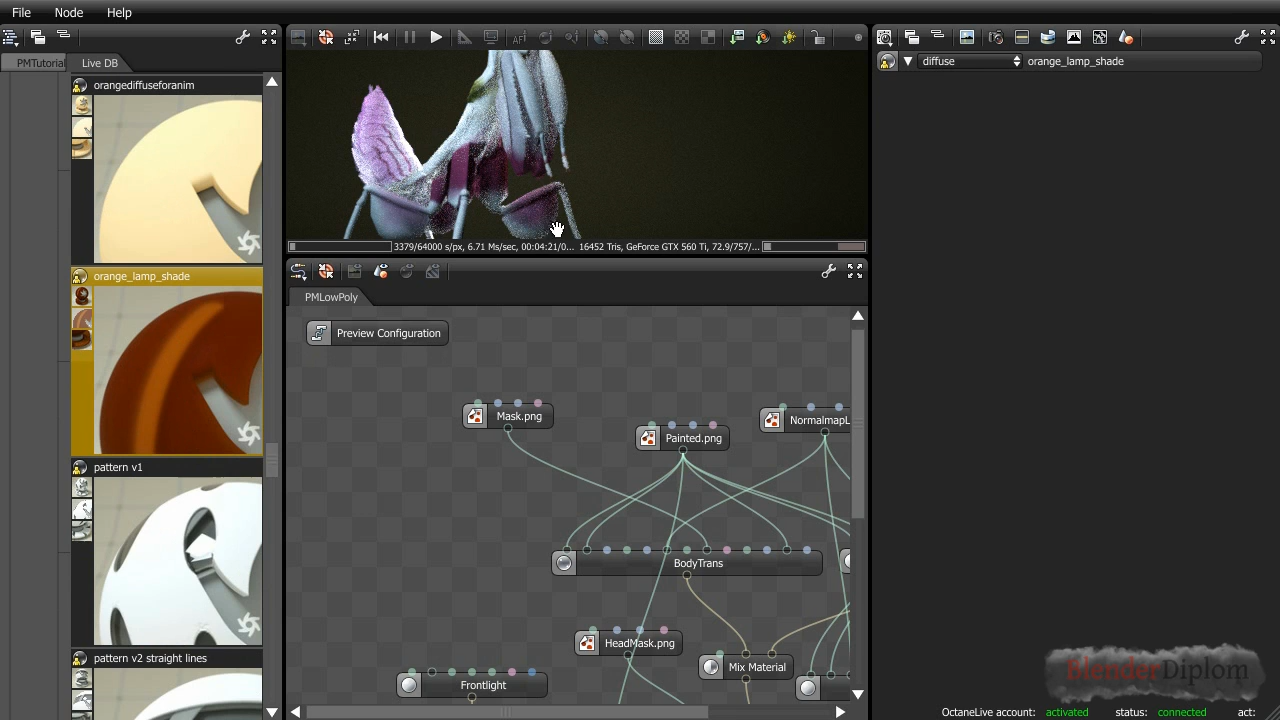 File Node Help
PMTutorial Live DB
orangediffuseforanim
orange_lamp_shade
pattern v1
pattern v2 straight lines
3379/64000 s/px, 6.71 Ms/sec, 00:04:21/0... 16452 Tris, GeForce GTX 560 Ti, 72.9/757/...
PMLowPoly
Preview Configuration
Mask.png
Painted.png
NormalmapL
BodyTrans
HeadMask.png
Mix Material
Frontlight
diffuse orange_lamp_shade
BlenderDiplom
OctaneLive account: activated status: connected act: